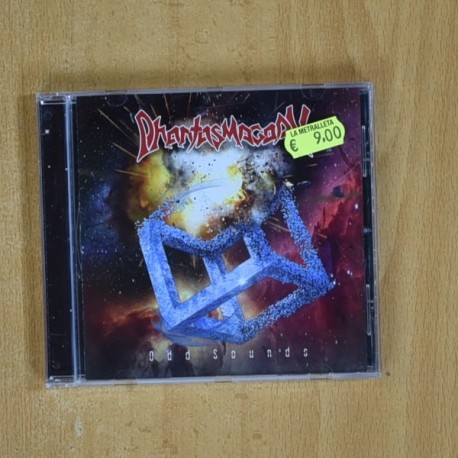 PhantasMagory
LA METRALLETA
€ 9,00
Odd Sounds